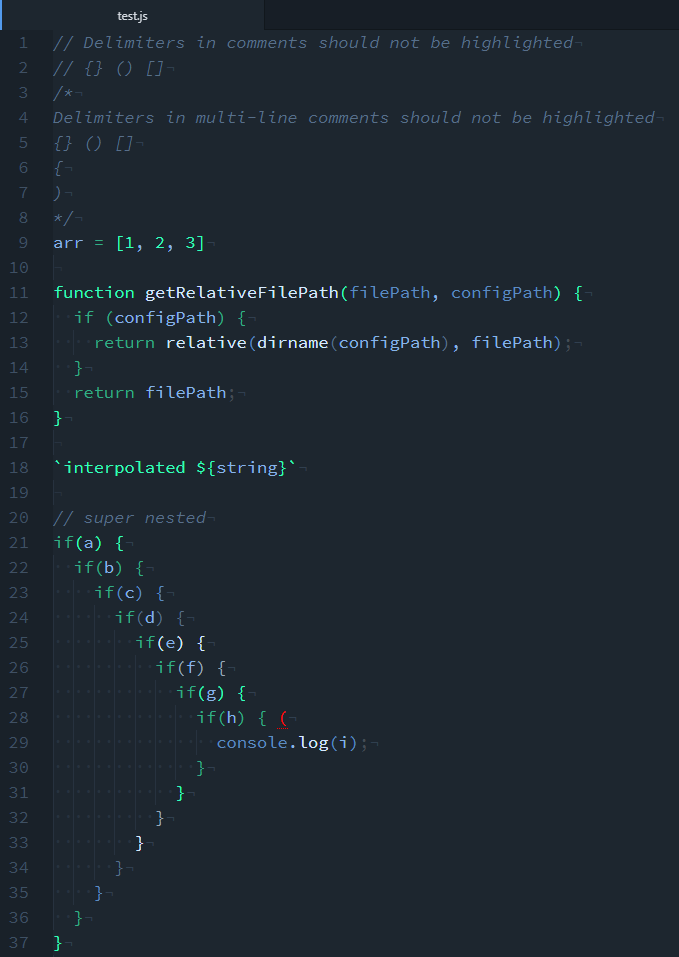 test.js
1 // Delimiters in comments should not be highlighted¬
2 // {} () []¬
3 /*¬
4 Delimiters in multi-line comments should not be highlighted¬
5 {} () []¬
6 {¬
7 )¬
8 */¬
9 arr = [1, 2, 3]¬
10 ¬
11 function getRelativeFilePath(filePath, configPath) {¬
12 ··if (configPath) {¬
13 ····return relative(dirname(configPath), filePath);¬
14 ··}¬
15 ··return filePath;¬
16 }¬
17 ¬
18 `interpolated ${string}`¬
19 ¬
20 // super nested¬
21 if(a) {¬
22 ··if(b) {¬
23 ····if(c) {¬
24 ······if(d) {¬
25 ········if(e) {¬
26 ··········if(f) {¬
27 ············if(g) {¬
28 ··············if(h) { (¬
29 ················console.log(i);¬
30 ··············}¬
31 ············}¬
32 ··········}¬
33 ········}¬
34 ······}¬
35 ····}¬
36 ··}¬
37 }¬